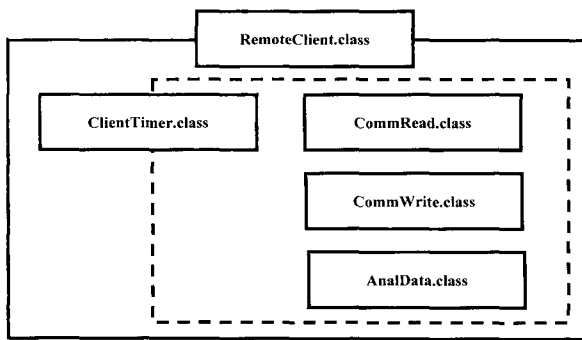 RemoteClient.class
ClientTimer.class
CommRead.class
CommWrite.class
AnalData.class